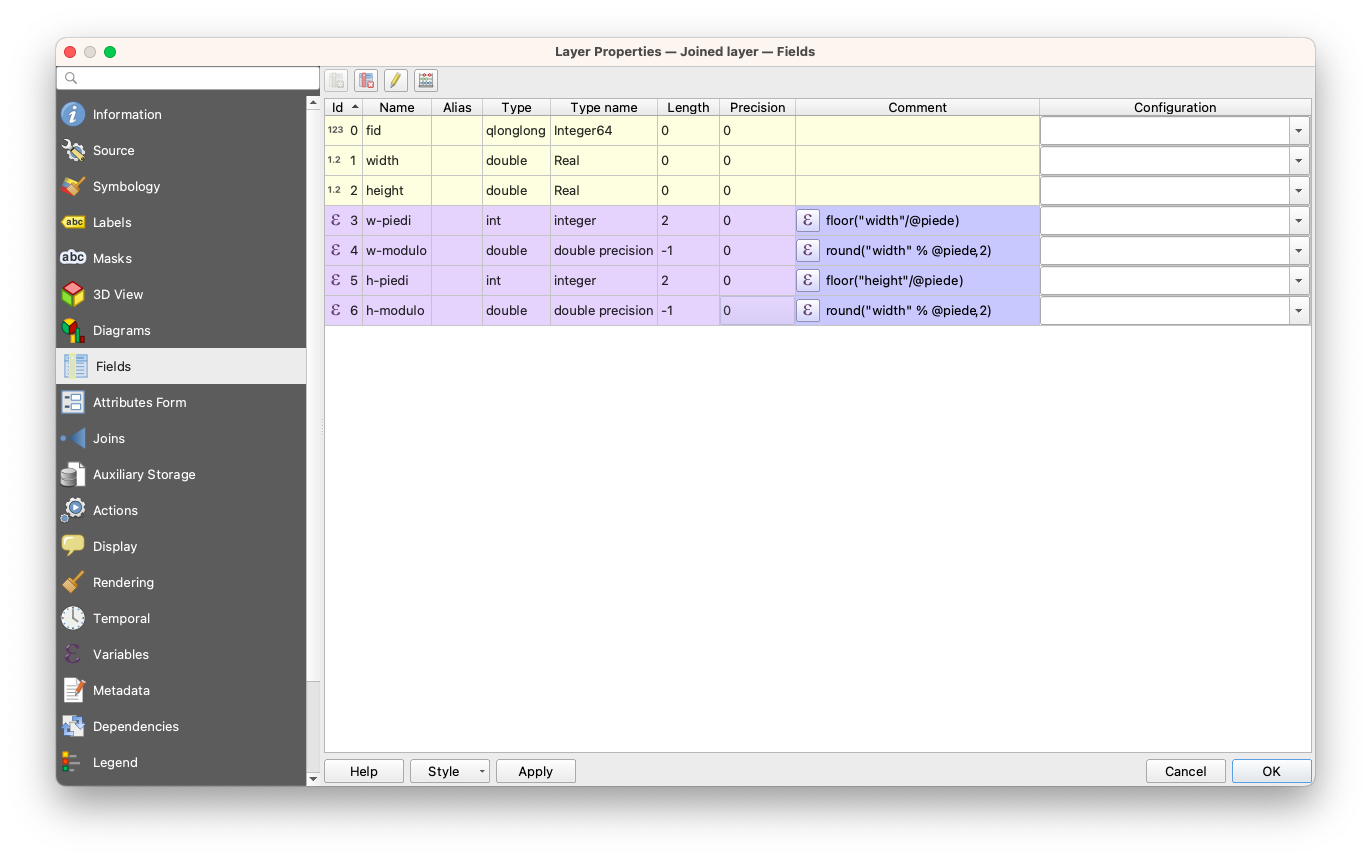 Layer Properties — Joined layer — Fields
Information
Source
Symbology
abc Labels
abc Masks
3D View
Diagrams
Fields
Attributes Form
Joins
Auxiliary Storage
Actions
Display
Rendering
Temporal
ε Variables
Metadata
Dependencies
Legend
Id Name Alias Type Type name Length Precision Comment Configuration
123 0 fid qlonglong Integer64 0 0
1.2 1 width double Real 0 0
1.2 2 height double Real 0 0
ε 3 w-piedi int integer 2 0 ε floor("width"/@piede)
ε 4 w-modulo double double precision -1 0 ε round("width" % @piede,2)
ε 5 h-piedi int integer 2 0 ε floor("height"/@piede)
ε 6 h-modulo double double precision -1 0 ε round("width" % @piede,2)
Help Style Apply Cancel OK